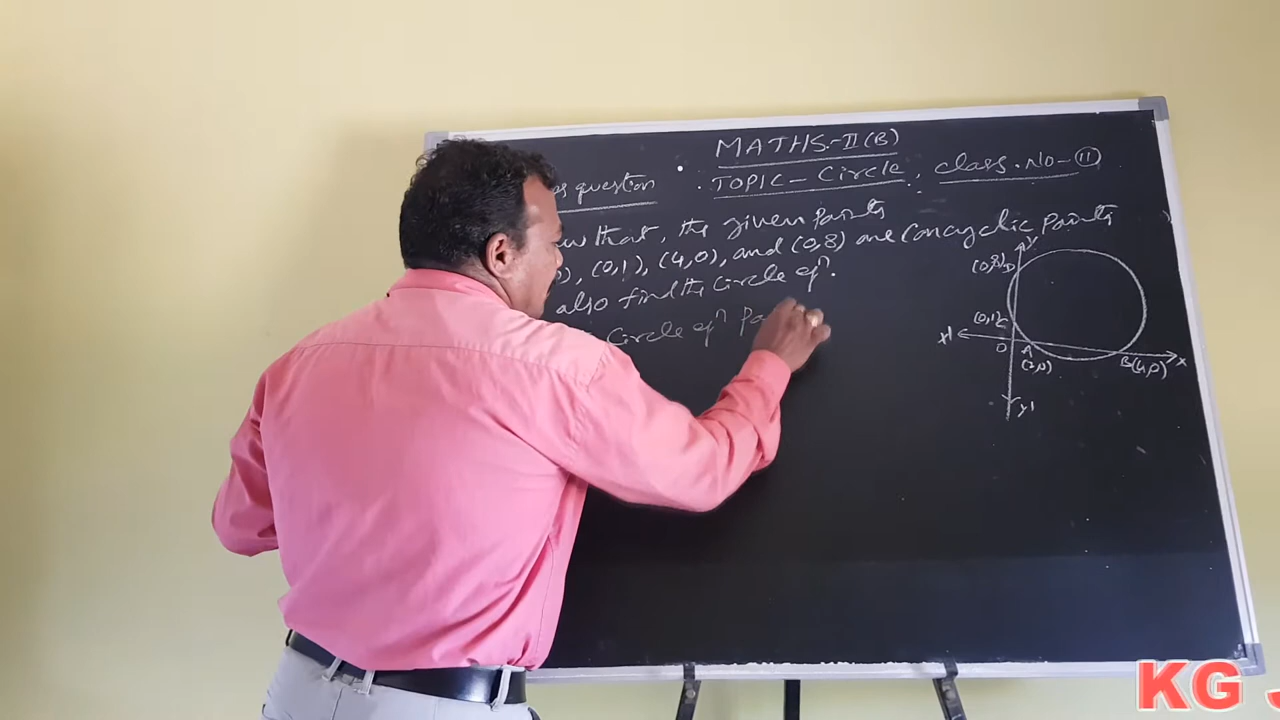 MATHS.-II(B)
question
TOPIC - Circle, class.No-11
that, the given Points
, (0,1), (4,0), and (0,8) are Concyclic Points
also find the Circle eqn.
Circle eqn Pa
y
(0,8) D
(0,1) C
x1
O
A
(2,0)
B(4,0)
x
y1
KG J